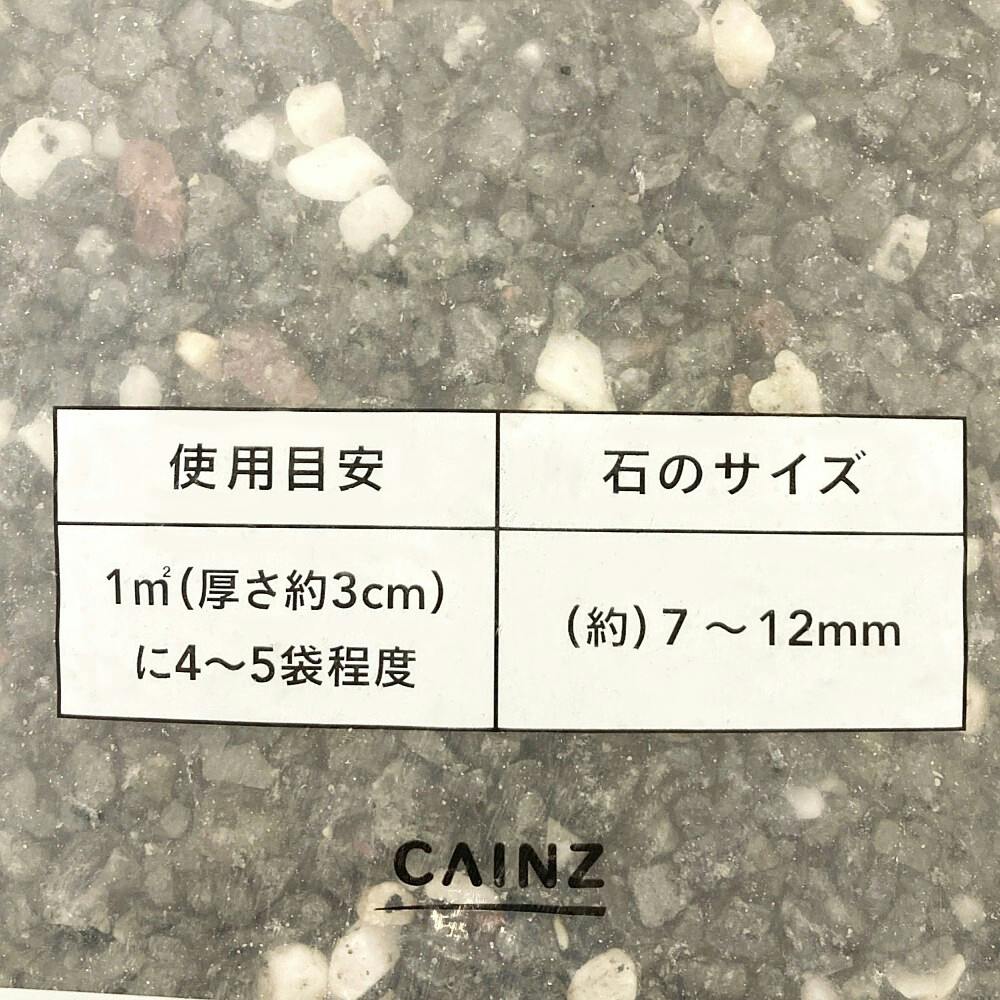 使用目安
石のサイズ
1㎡(厚さ約3cm)
に4〜5袋程度
(約)7〜12mm
CAINZ